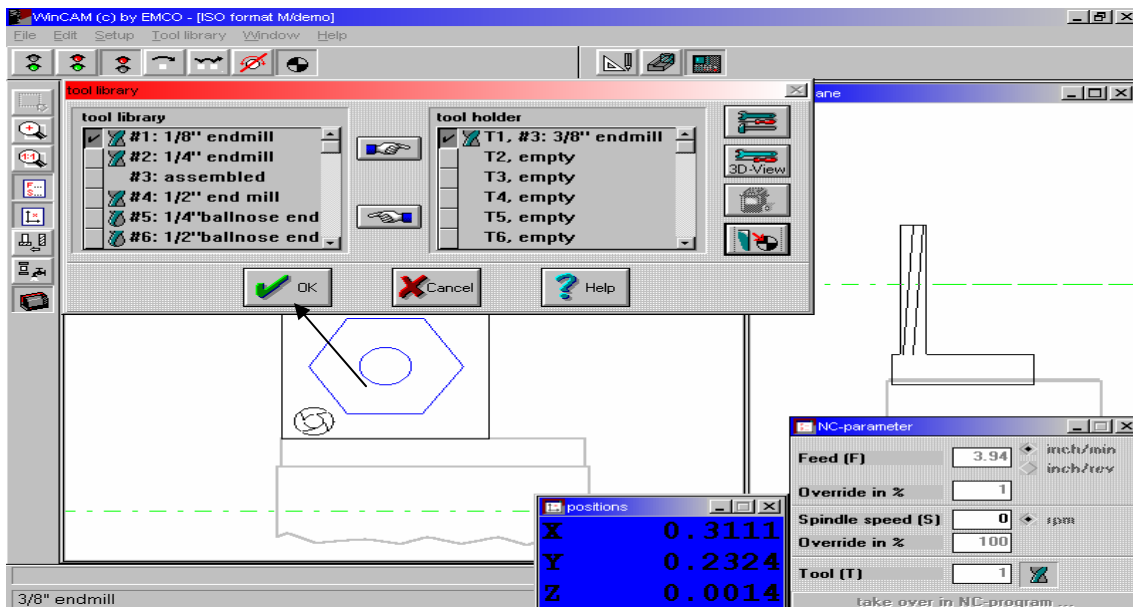 WinCAM (c) by EMCO - [ISO format M/demo]
File Edit Setup Tool library Window Help
tool library
tool library
#1: 1/8'' endmill
#2: 1/4'' endmill
#3: assembled
#4: 1/2" end mill
#5: 1/4"ballnose end
#6: 1/2"ballnose end
tool holder
T1, #3: 3/8" endmill
T2, empty
T3, empty
T4, empty
T5, empty
T6, empty
3D-View
OK
Cancel
Help
1:1
F...
S...
ane
NC-parameter
Feed (F) 3.94 inch/min
inch/rev
Override in % 1
Spindle speed (S) 0 rpm
Override in % 100
Tool (T) 1
take over in NC-program ...
positions
X 0.3111
Y 0.2324
Z 0.0014
3/8" endmill